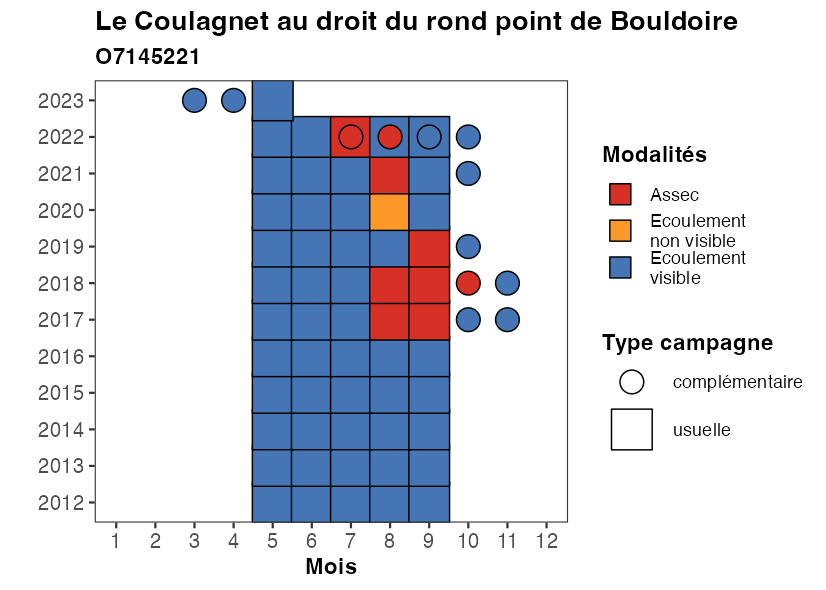 Le Coulagnet au droit du rond point de Bouldoire
O7145221
2023
2022
2021
2020
2019
2018
2017
2016
2015
2014
2013
2012
1 2 3 4 5 6 7 8 9 10 11 12
Mois
Modalités
Assec
Ecoulement
non visible
Ecoulement
visible
Type campagne
complémentaire
usuelle